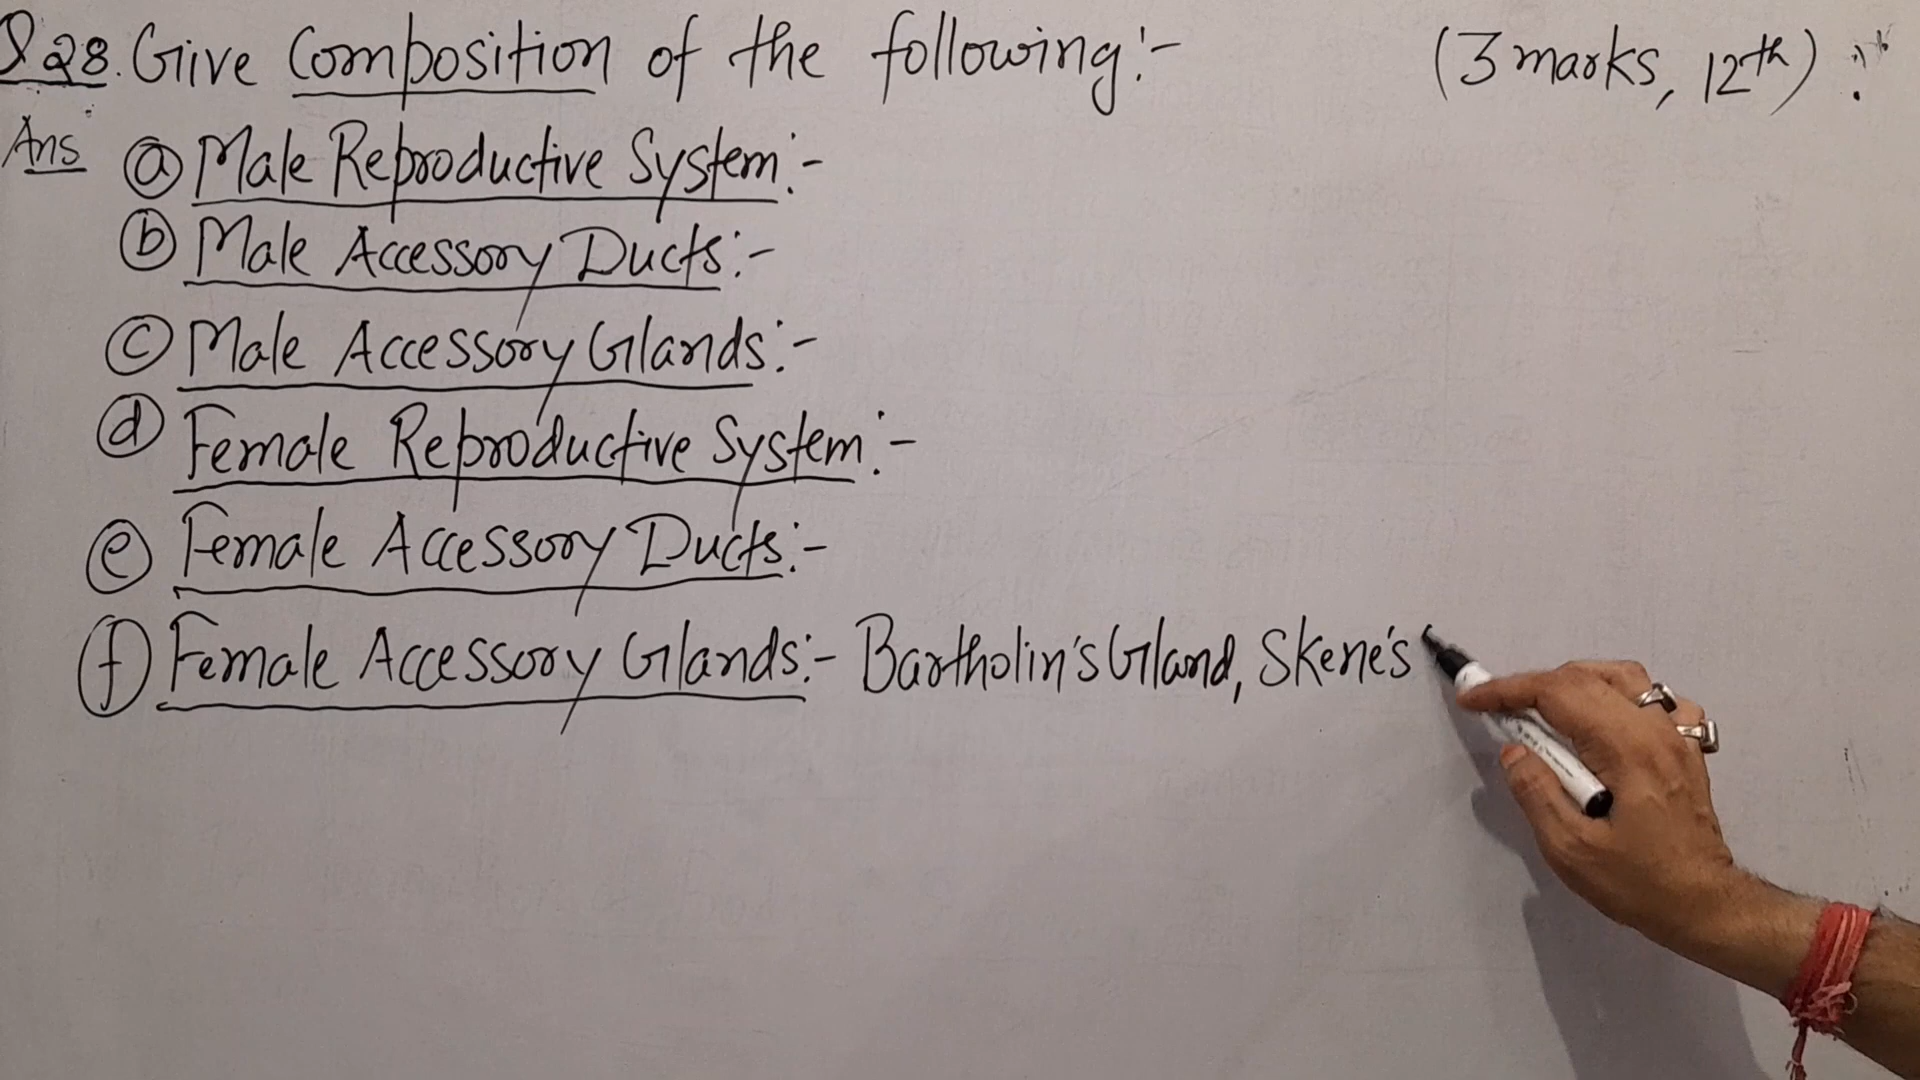 Q28. Give Composition of the following:- (3 marks, 12th) :
Ans (a) Male Reproductive System:-
(b) Male Accessory Ducts:-
(c) Male Accessory Glands:-
(d) Female Reproductive System:-
(e) Female Accessory Ducts:-
(f) Female Accessory Glands:- Bartholin's Gland, Skene's